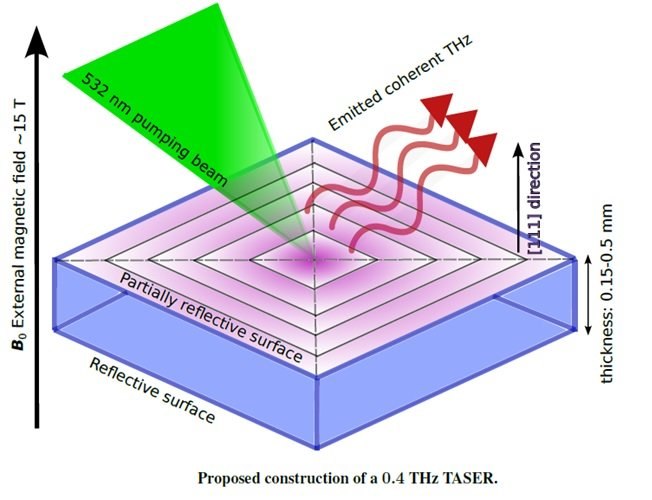 532 nm pumping beam
Emitted coherent THz
B₀ External magnetic field ~15 T
[111] direction
thickness: 0.15-0.5 mm
Partially reflective surface
Reflective surface
Proposed construction of a 0.4 THz TASER.